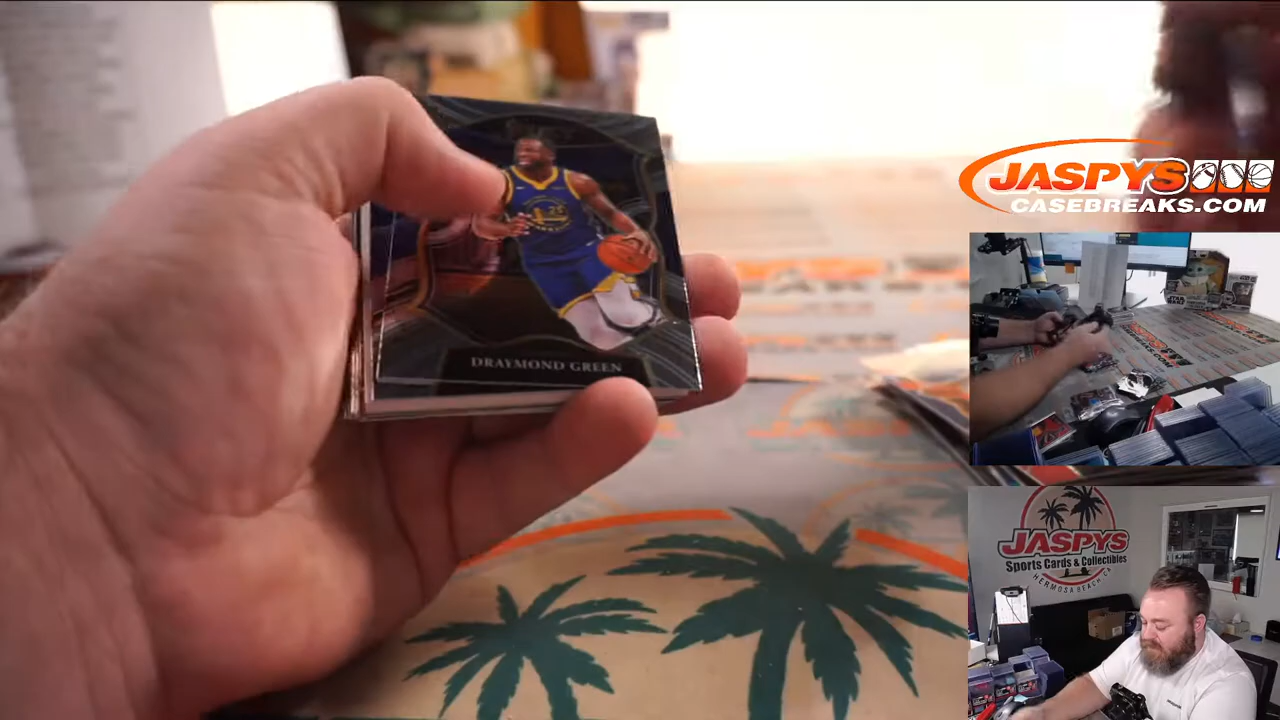 DRAYMOND GREEN
JASPYS
CASEBREAKS.COM
JASPYS
Sports Cards & Collectibles
HERMOSA BEACH, CA